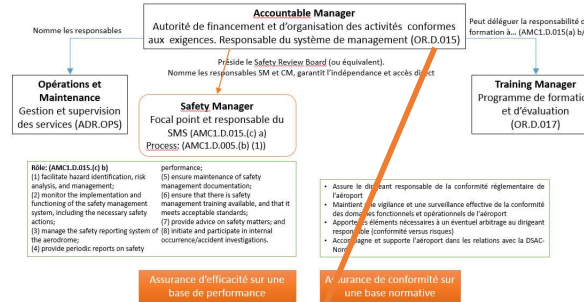 Accountable Manager
Autorité de financement et d'organisation des activités conformes
aux exigences. Responsable du système de management (OR.D.015)
Nomme les responsables
Peut déléguer la responsabilité d
formation à... (AMC1.D.015(a) b/
Préside le Safety Review Board (ou équivalent).
Nomme les responsables SM et CM, garantit l'indépendance et accès direct
Opérations et
Maintenance
Gestion et supervision
des services (ADR.OPS)
Safety Manager
Focal point et responsable du
SMS (AMC1.D.015.(c) a)
Process: (AMC1.D.005.(b) (1))
Training Manager
Programme de formatio
et d'évaluation
(OR.D.017)
Rôle: (AMC1.D.015.(c) b)
(1) facilitate hazard identification, risk
analysis, and management;
(2) monitor the implementation and
functioning of the safety management
system, including the necessary safety
actions;
(3) manage the safety reporting system of
the aerodrome;
(4) provide periodic reports on safety
performance;
(5) ensure maintenance of safety
management documentation;
(6) ensure that there is safety
management training available, and that it
meets acceptable standards;
(7) provide advice on safety matters; and
(8) initiate and participate in internal
occurrence/accident investigations.
• Assure le dirigeant responsable de la conformité réglementaire de
l'aéroport
• Maintient une vigilance et une surveillance effective de la conformité
des domaines fonctionnels et opérationnels de l'aéroport
• Apporte les éléments nécessaires à un éventuel arbitrage au dirigeant
responsable (conformité versus risques)
• Accompagne et supporte l'aéroport dans les relations avec la DSAC-
Nord
Assurance d'efficacité sur une
base de performance
Assurance de conformité sur
une base normative